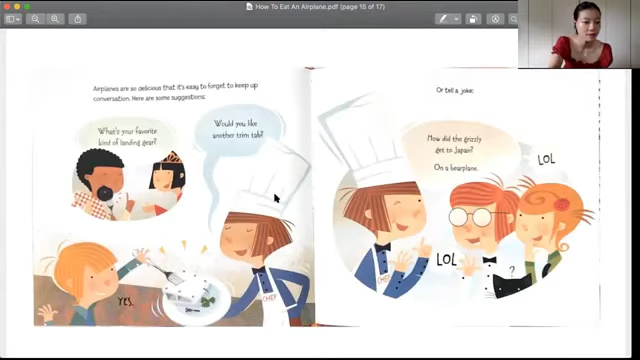 How To Eat An Airplane.pdf (page 16 of 17)
Airplanes are so delicious that it's easy to forget to keep up
conversation. Here are some suggestions:
What's your favorite
kind of landing gear?
Would you like
another trim tab?
YES.
CHEF
Or tell a joke:
How did the grizzly
get to Japan?
On a bearplane.
LOL
LOL
?
CHEF